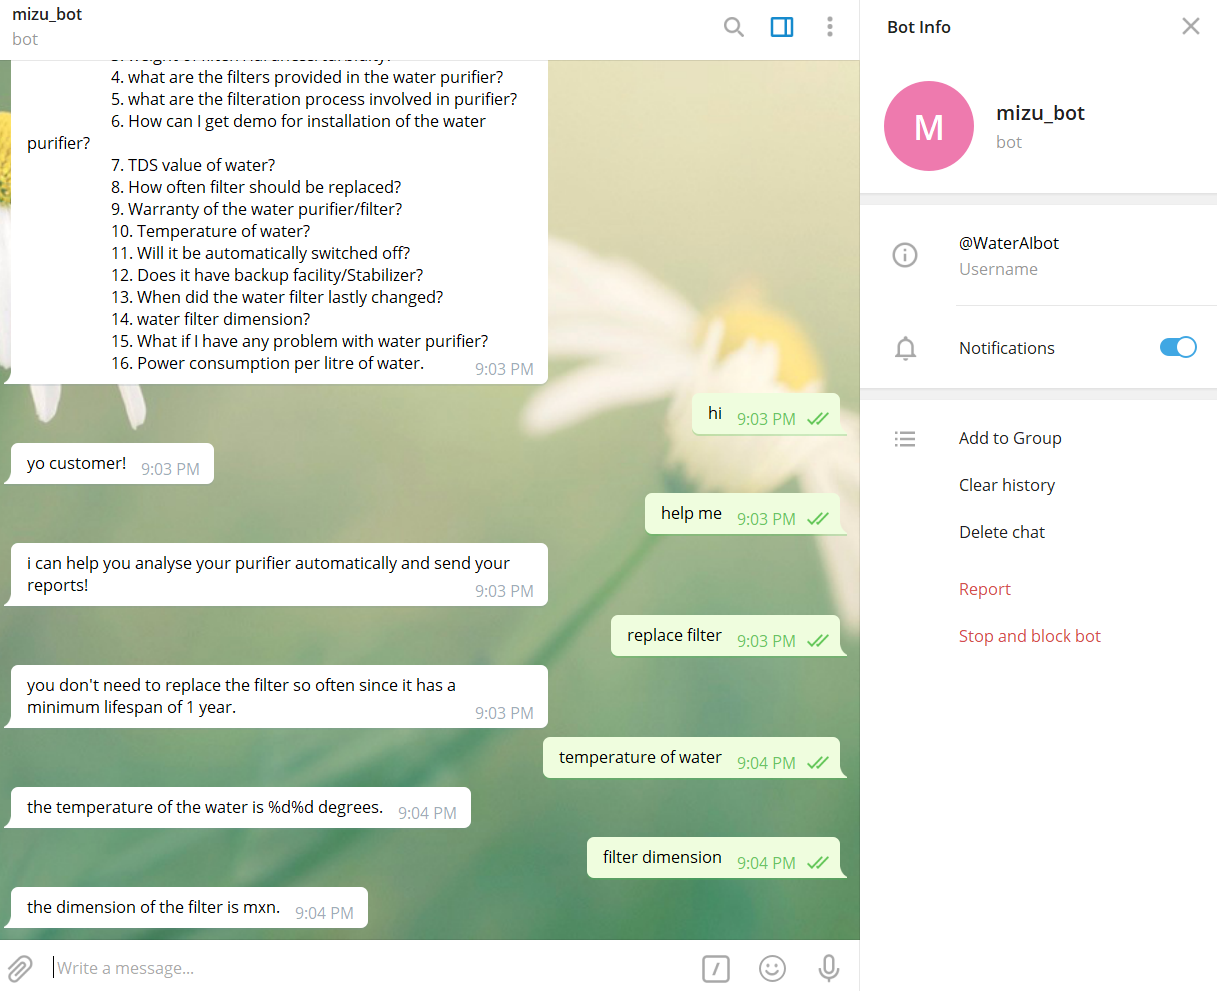 mizu_bot
bot
4. what are the filters provided in the water purifier?
5. what are the filteration process involved in purifier?
6. How can I get demo for installation of the water
purifier?
7. TDS value of water?
8. How often filter should be replaced?
9. Warranty of the water purifier/filter?
10. Temperature of water?
11. Will it be automatically switched off?
12. Does it have backup facility/Stabilizer?
13. When did the water filter lastly changed?
14. water filter dimension?
15. What if I have any problem with water purifier?
16. Power consumption per litre of water.
9:03 PM
hi 9:03 PM
yo customer! 9:03 PM
help me 9:03 PM
i can help you analyse your purifier automatically and send your
reports! 9:03 PM
replace filter 9:03 PM
you don't need to replace the filter so often since it has a
minimum lifespan of 1 year. 9:03 PM
temperature of water 9:04 PM
the temperature of the water is %d%d degrees. 9:04 PM
filter dimension 9:04 PM
the dimension of the filter is mxn. 9:04 PM
Write a message...
Bot Info
M
mizu_bot
bot
@WaterAIbot
Username
Notifications
Add to Group
Clear history
Delete chat
Report
Stop and block bot